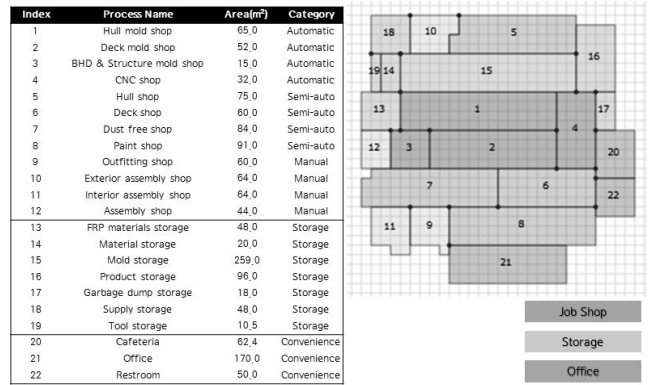 Index Process Name Area(m²) Category
1 Hull mold shop 65.0 Automatic
2 Deck mold shop 52.0 Automatic
3 BHD & Structure mold shop 15.0 Automatic
4 CNC shop 32.0 Automatic
5 Hull shop 75.0 Semi-auto
6 Deck shop 60.0 Semi-auto
7 Dust free shop 84.0 Semi-auto
8 Paint shop 91.0 Semi-auto
9 Outfitting shop 60.0 Manual
10 Exterior assembly shop 64.0 Manual
11 Interior assembly shop 64.0 Manual
12 Assembly shop 44.0 Manual
13 FRP materials storage 48.0 Storage
14 Material storage 20.0 Storage
15 Mold storage 259.0 Storage
16 Product storage 96.0 Storage
17 Garbage dump storage 18.0 Storage
18 Supply storage 48.0 Storage
19 Tool storage 10.5 Storage
20 Cafeteria 62.4 Convenience
21 Office 170.0 Convenience
22 Restroom 50.0 Convenience
18 10 5
16
19 14 15
13 1 17
4
12 3 2 20
7 6 22
11 9 8
21
Job Shop
Storage
Office